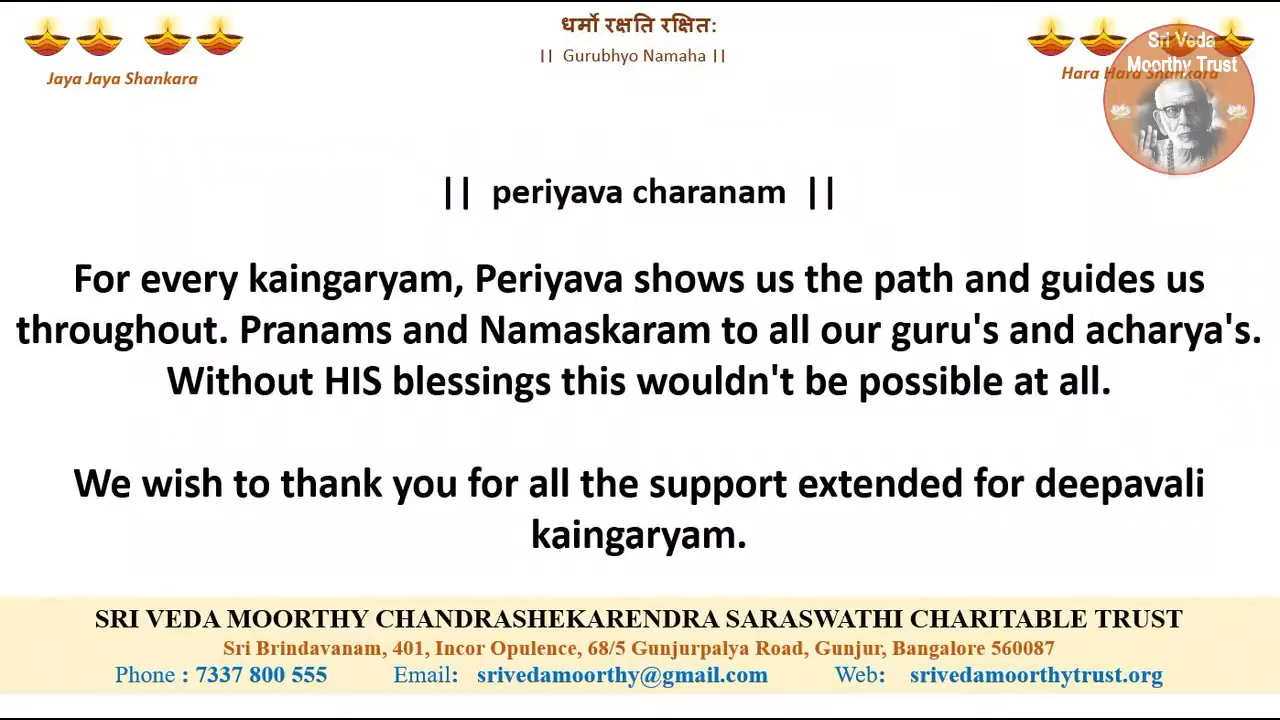 धर्मो रक्षति रक्षितः
|| Gurubhyo Namaha ||
Jaya Jaya Shankara
Hara Hara Shankara
Sri Veda
Moorthy Trust
|| periyava charanam ||
For every kaingaryam, Periyava shows us the path and guides us
throughout. Pranams and Namaskaram to all our guru's and acharya's.
Without HIS blessings this wouldn't be possible at all.
We wish to thank you for all the support extended for deepavali
kaingaryam.
SRI VEDA MOORTHY CHANDRASHEKARENDRA SARASWATHI CHARITABLE TRUST
Sri Brindavanam, 401, Incor Opulence, 68/5 Gunjurpalya Road, Gunjur, Bangalore 560087
Phone : 7337 800 555 Email: srivedamoorthy@gmail.com Web: srivedamoorthytrust.org